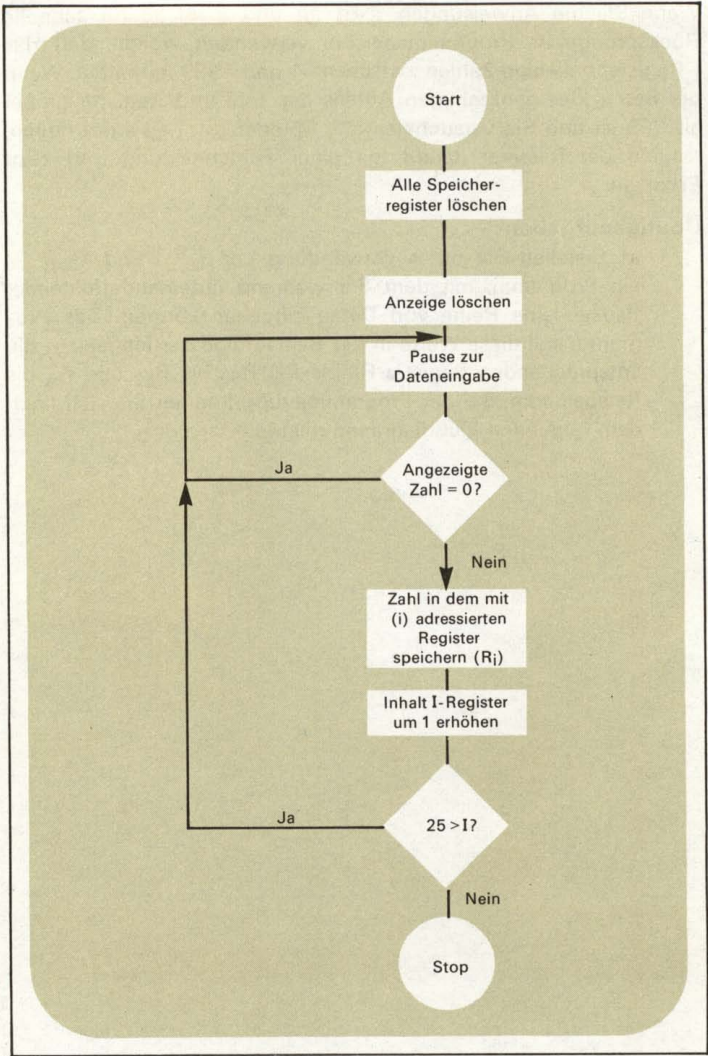 Start
Alle Speicher-
register löschen
Anzeige löschen
Pause zur
Dateneingabe
Ja
Angezeigte
Zahl = 0?
Nein
Zahl in dem mit
(i) adressierten
Register
speichern (Ri)
Inhalt I-Register
um 1 erhöhen
Ja
25 >I?
Nein
Stop